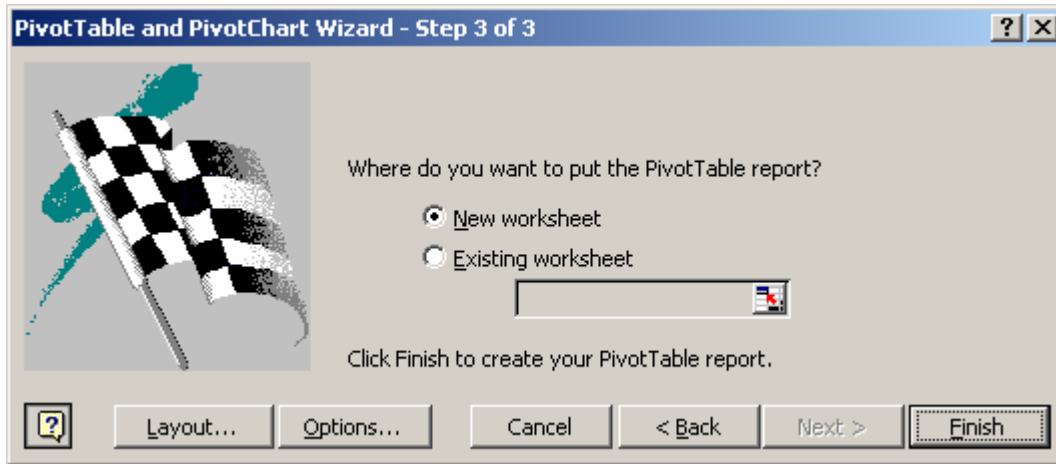 PivotTable and PivotChart Wizard - Step 3 of 3
Where do you want to put the PivotTable report?
New worksheet
Existing worksheet
Click Finish to create your PivotTable report.
Layout... Options... Cancel < Back Next > Finish